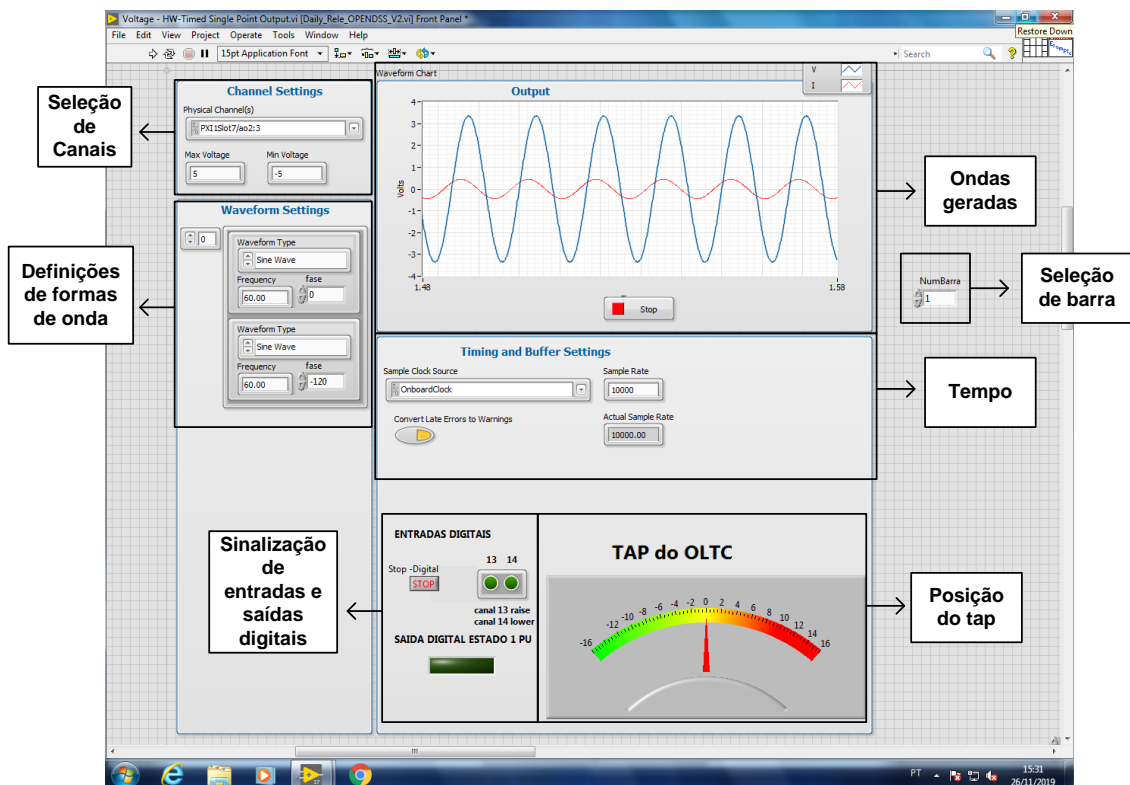 Voltage - HW-Timed Single Point Output.vi [Daily_Rele_OPENDSS_V2.vi] Front Panel *
Restore Down
File Edit View Project Operate Tools Window Help
15pt Application Font
Search
Waveform Chart
V
I
Seleção
de
Canais
Channel Settings
Physical Channel(s)
PXI1Slot7/ao2:3
Max Voltage
Min Voltage
5
-5
Output
Volts
4
3
2
1
0
-1
-2
-3
-4
1.48
1.58
Stop
Ondas
geradas
Definições
de formas
de onda
Waveform Settings
0
Waveform Type
Sine Wave
Frequency
fase
60.00
0
Waveform Type
Sine Wave
Frequency
fase
60.00
-120
NumBarra
1
Seleção
de barra
Timing and Buffer Settings
Sample Clock Source
OnboardClock
Sample Rate
10000
Convert Late Errors to Warnings
Actual Sample Rate
10000.00
Tempo
Sinalização
de
entradas e
saídas
digitais
ENTRADAS DIGITAIS
Stop -Digital
STOP
13 14
canal 13 raise
canal 14 lower
SAIDA DIGITAL ESTADO 1 PU
TAP do OLTC
-16 -12 -10 -8 -6 -4 -2 0 2 4 6 8 10 12 14 16
Posição
do tap
PT
15:31
26/11/2019